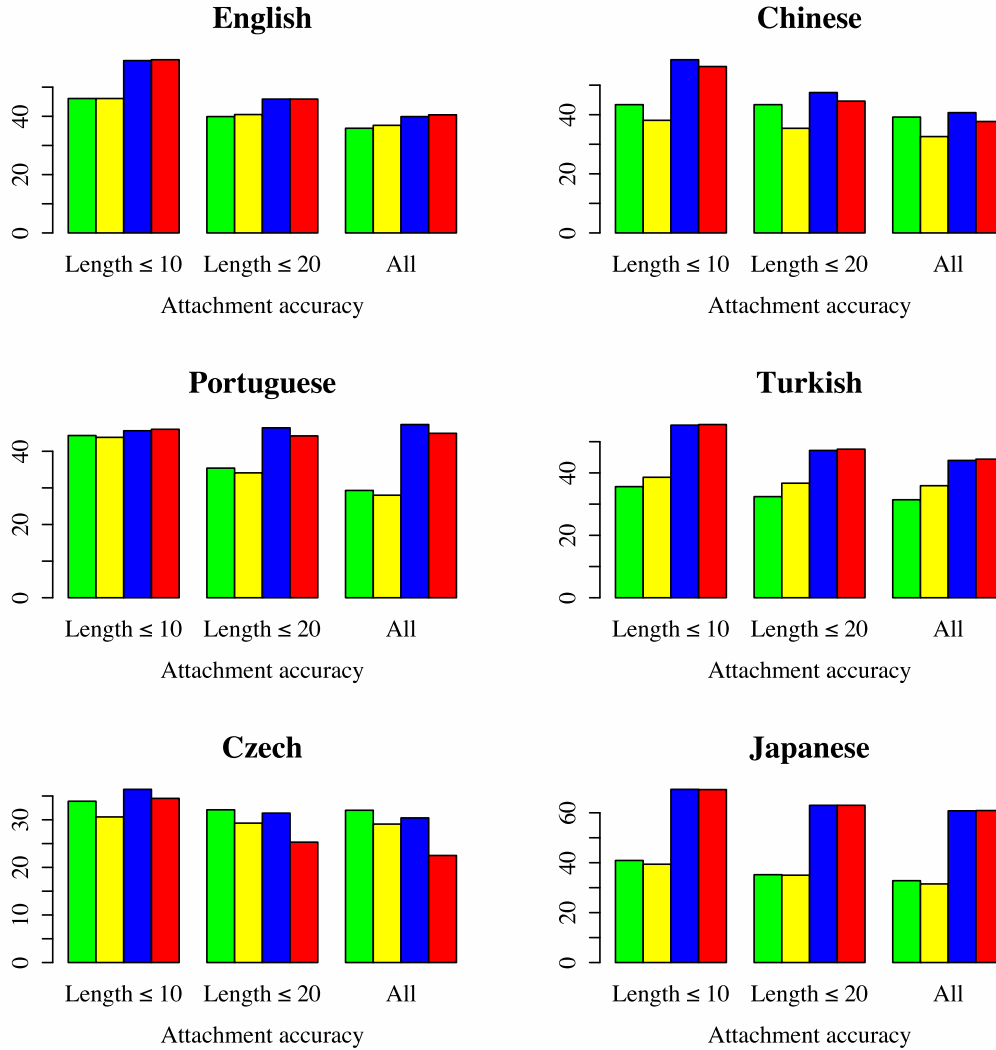 English
0 20 40
Length ≤ 10 Length ≤ 20 All
Attachment accuracy
Chinese
0 20 40
Length ≤ 10 Length ≤ 20 All
Attachment accuracy
Portuguese
0 20 40
Length ≤ 10 Length ≤ 20 All
Attachment accuracy
Turkish
0 20 40
Length ≤ 10 Length ≤ 20 All
Attachment accuracy
Czech
0 10 20 30
Length ≤ 10 Length ≤ 20 All
Attachment accuracy
Japanese
0 20 40 60
Length ≤ 10 Length ≤ 20 All
Attachment accuracy